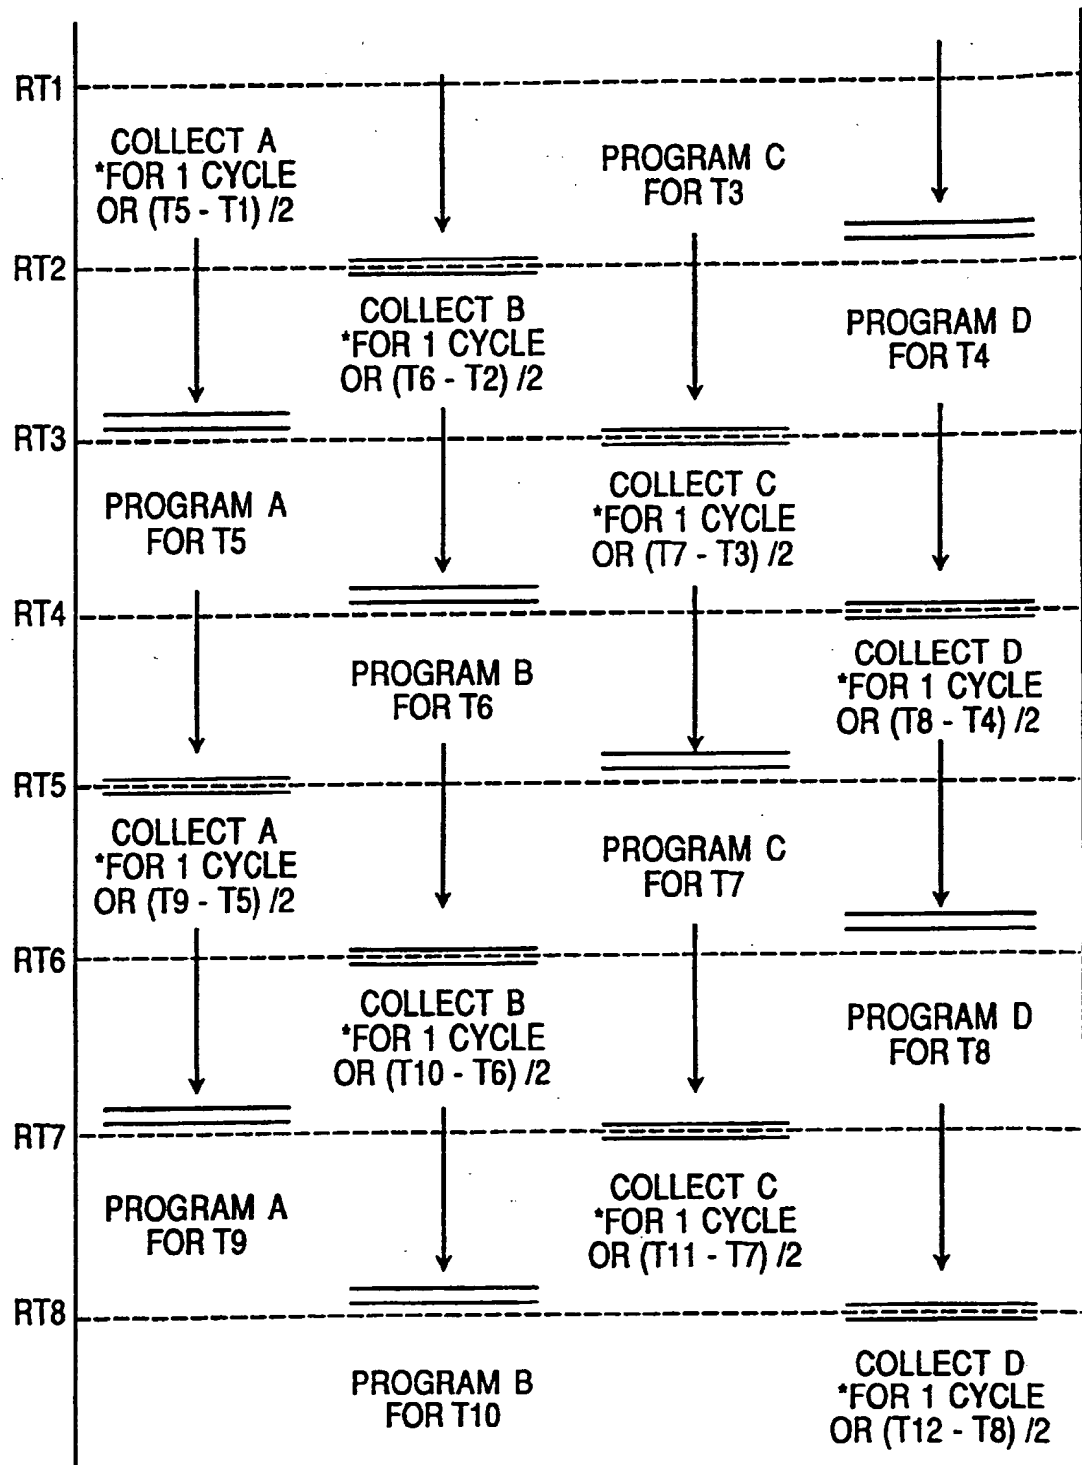 RT1
COLLECT A
*FOR 1 CYCLE
OR (T5 - T1) /2
PROGRAM C
FOR T3
RT2
COLLECT B
*FOR 1 CYCLE
OR (T6 - T2) /2
PROGRAM D
FOR T4
RT3
PROGRAM A
FOR T5
COLLECT C
*FOR 1 CYCLE
OR (T7 - T3) /2
RT4
PROGRAM B
FOR T6
COLLECT D
*FOR 1 CYCLE
OR (T8 - T4) /2
RT5
COLLECT A
*FOR 1 CYCLE
OR (T9 - T5) /2
PROGRAM C
FOR T7
RT6
COLLECT B
*FOR 1 CYCLE
OR (T10 - T6) /2
PROGRAM D
FOR T8
RT7
PROGRAM A
FOR T9
COLLECT C
*FOR 1 CYCLE
OR (T11 - T7) /2
RT8
PROGRAM B
FOR T10
COLLECT D
*FOR 1 CYCLE
OR (T12 - T8) /2